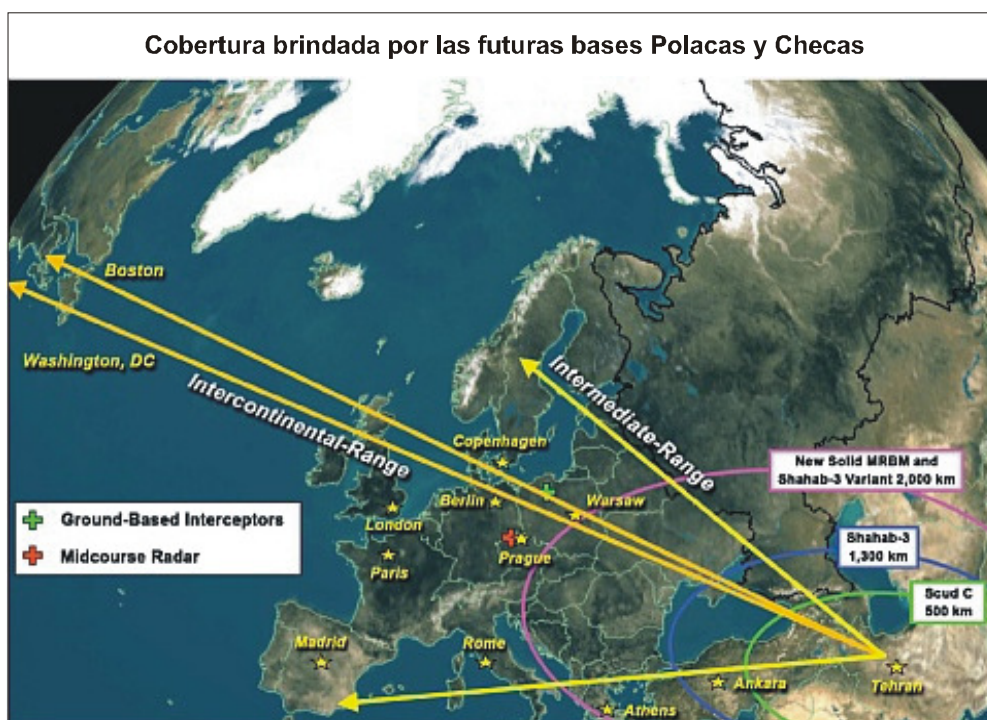 Cobertura brindada por las futuras bases Polacas y Checas
Boston
Washington, DC
Intercontinental-Range
Intermediate-Range
Copenhagen
New Solid MRBM and
Shahab-3 Variant 2,000 km
Berlin
Warsaw
London
Ground-Based Interceptors
Midcourse Radar
Shahab-3
1,300 km
Prague
Paris
Scud C
500 km
Madrid
Rome
Ankara
Tehran
Athens